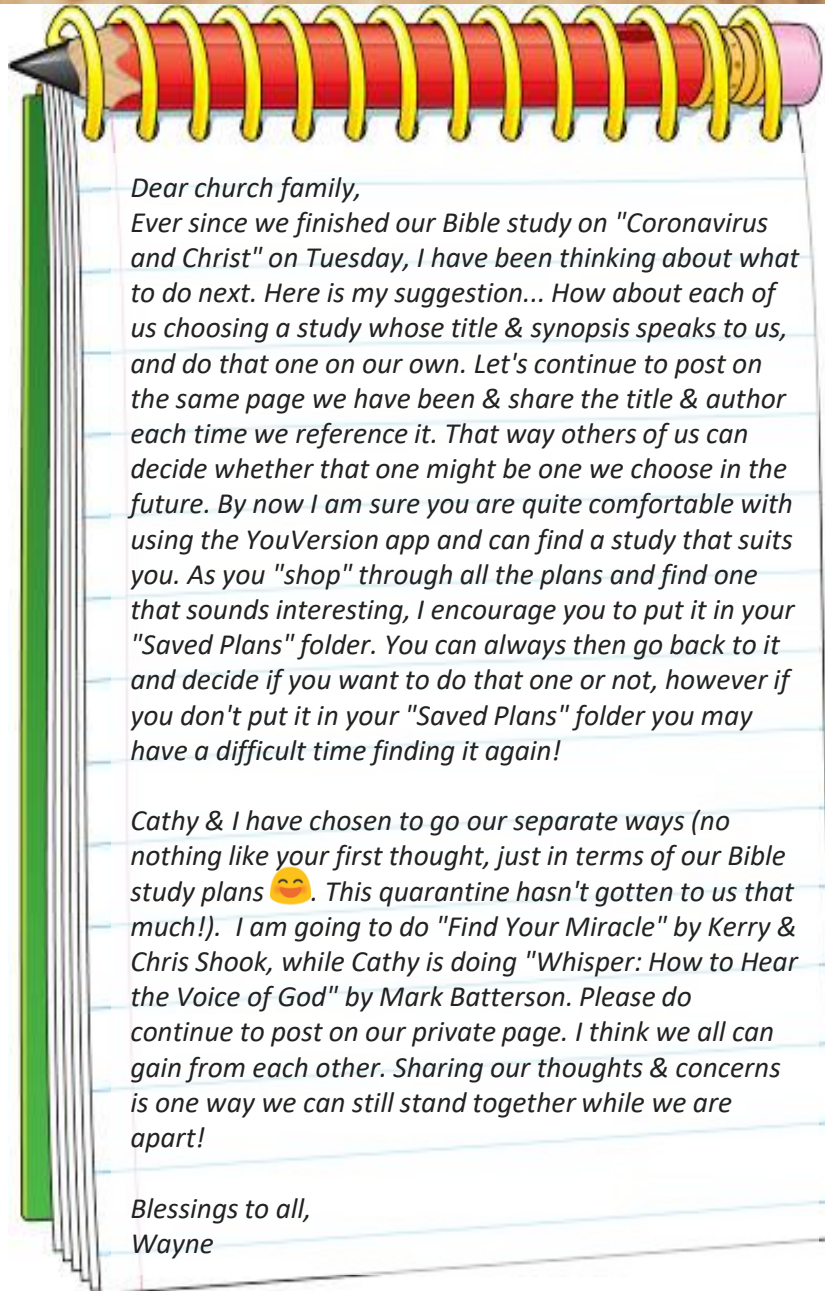 Dear church family,
Ever since we finished our Bible study on "Coronavirus
and Christ" on Tuesday, I have been thinking about what
to do next. Here is my suggestion... How about each of
us choosing a study whose title & synopsis speaks to us,
and do that one on our own. Let's continue to post on
the same page we have been & share the title & author
each time we reference it. That way others of us can
decide whether that one might be one we choose in the
future. By now I am sure you are quite comfortable with
using the YouVersion app and can find a study that suits
you. As you "shop" through all the plans and find one
that sounds interesting, I encourage you to put it in your
"Saved Plans" folder. You can always then go back to it
and decide if you want to do that one or not, however if
you don't put it in your "Saved Plans" folder you may
have a difficult time finding it again!
Cathy & I have chosen to go our separate ways (no
nothing like your first thought, just in terms of our Bible
study plans 😄. This quarantine hasn't gotten to us that
much!).  I am going to do "Find Your Miracle" by Kerry &
Chris Shook, while Cathy is doing "Whisper: How to Hear
the Voice of God" by Mark Batterson. Please do
continue to post on our private page. I think we all can
gain from each other. Sharing our thoughts & concerns
is one way we can still stand together while we are
apart!
Blessings to all,
Wayne